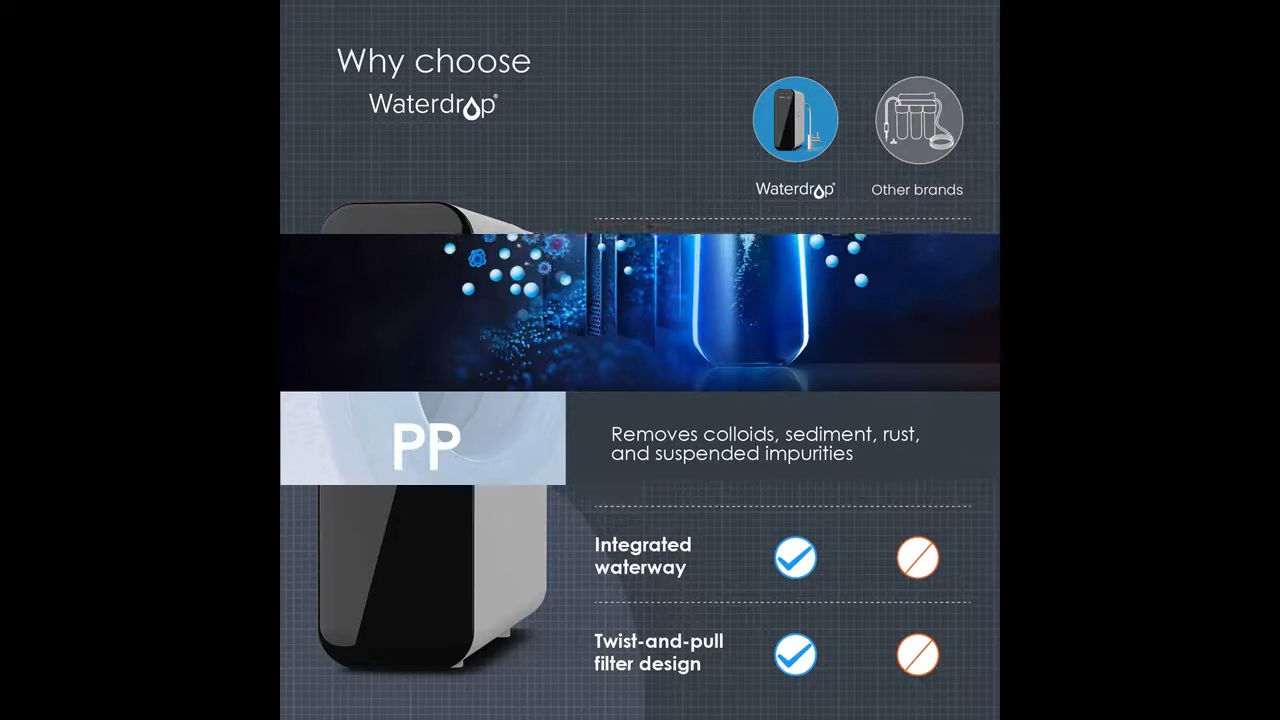 Why choose
Waterdrop®
Waterdrop®
Other brands
PP
Removes colloids, sediment, rust,
and suspended impurities
Integrated
waterway
Twist-and-pull
filter design